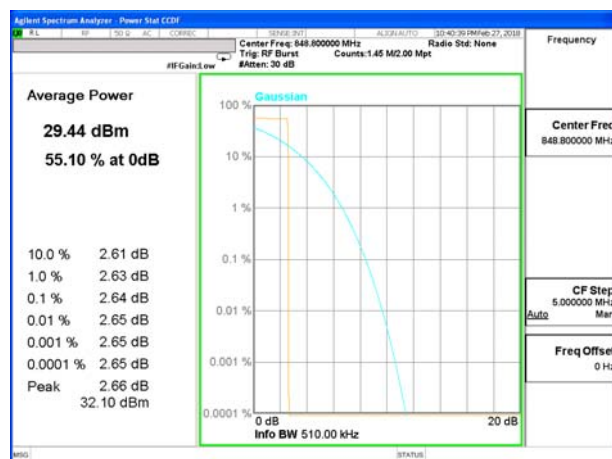 Agilent Spectrum Analyzer - Power Stat CCDF
RL RF 50 Ω AC CORREC SENSE:INT ALIGN AUTO 10:40:39 PM Feb 27, 2018
Center Freq: 848.800000 MHz Radio Std: None
Trig: RF Burst Counts:1.45 M/2.00 Mpt
#IFGain:Low #Atten: 30 dB
Frequency
Average Power
29.44 dBm
55.10 % at 0dB
10.0 % 2.61 dB
1.0 % 2.63 dB
0.1 % 2.64 dB
0.01 % 2.65 dB
0.001 % 2.65 dB
0.0001 % 2.65 dB
Peak 2.66 dB
32.10 dBm
Gaussian
100 %
10 %
1 %
0.1 %
0.01 %
0.001 %
0.0001 %
0 dB 20 dB
Info BW 510.00 kHz
Center Freq
848.800000 MHz
CF Step
5.000000 MHz
Auto Man
Freq Offset
0 Hz
MSG STATUS